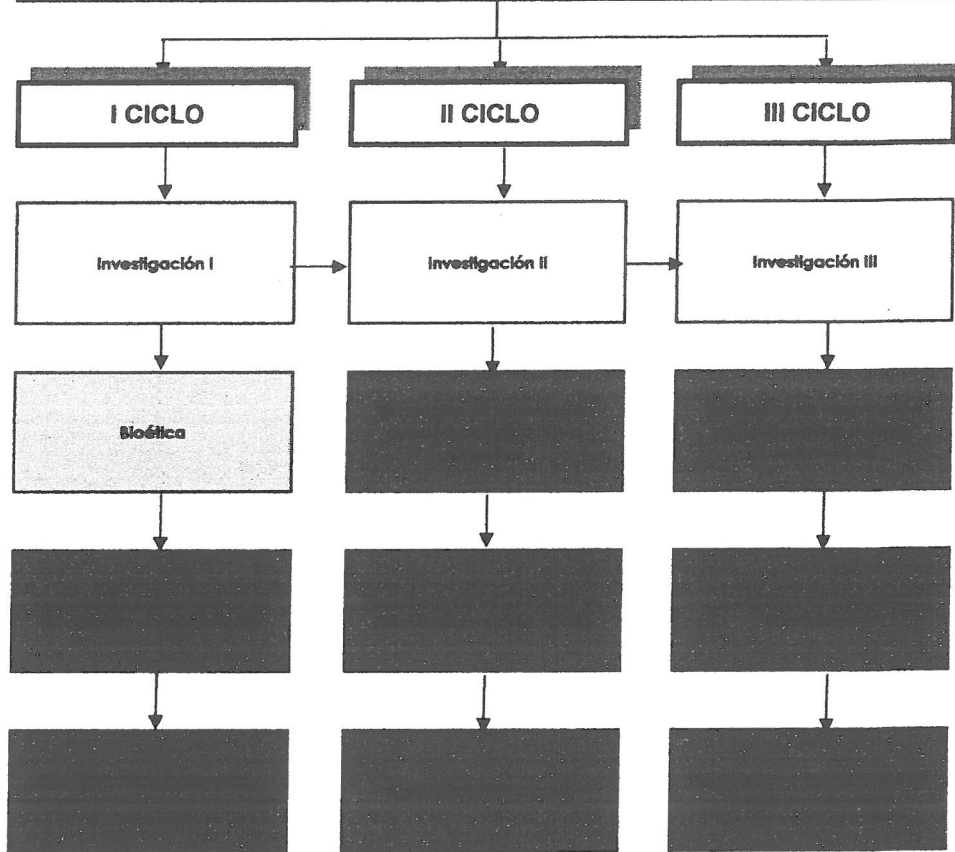 I CICLO
II CICLO
III CICLO
Investigación I
Investigación II
Investigación III
Bioética